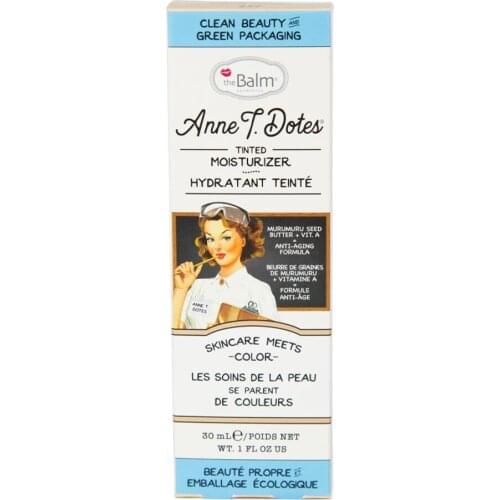 CLEAN BEAUTY AND
GREEN PACKAGING
theBalm®
COSMETICS
Anne T. Dotes®
TINTED
MOISTURIZER
HYDRATANT TEINTÉ
MURUMURU SEED
BUTTER + VIT. A
+
ANTI-AGING
FORMULA
BEURRE DE GRAINES
DE MURUMURU
+ VITAMINE A
+
FORMULE
ANTI-ÂGE
ANNE T.
DOTES
SKINCARE MEETS
-COLOR-
LES SOINS DE LA PEAU
SE PARENT
DE COULEURS
30 mL℮/POIDS NET
WT. 1 FL OZ US
BEAUTÉ PROPRE ET
EMBALLAGE ÉCOLOGIQUE